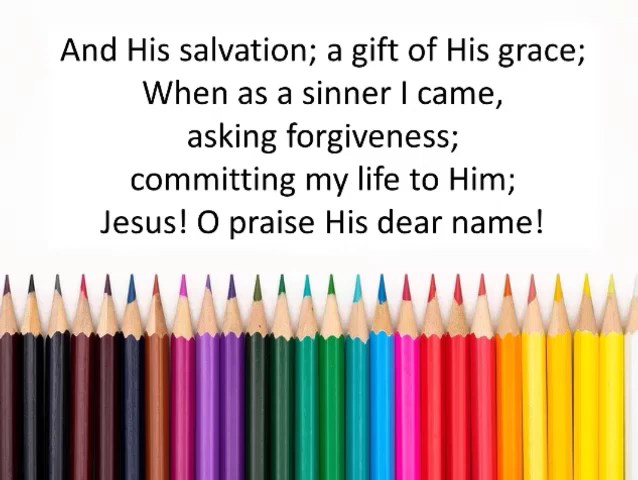 And His salvation; a gift of His grace;
When as a sinner I came,
asking forgiveness;
committing my life to Him;
Jesus! O praise His dear name!